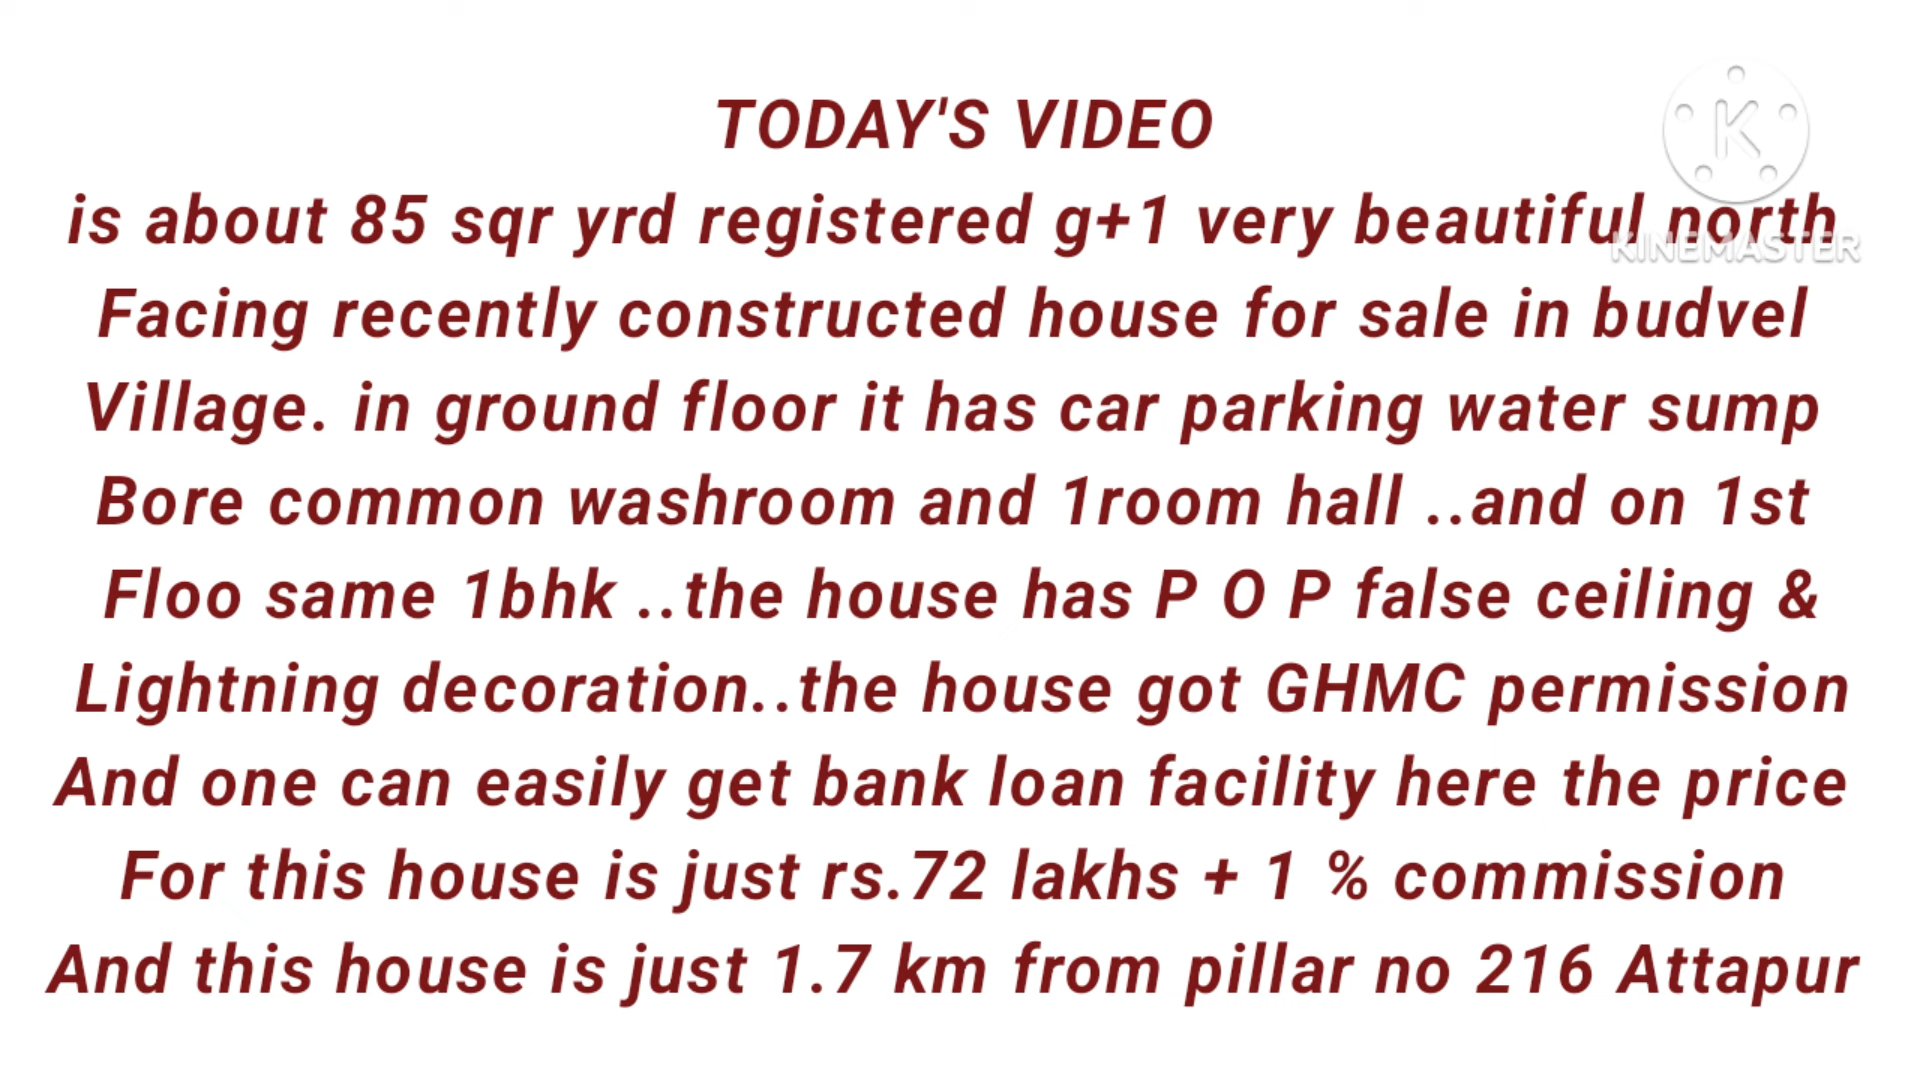 TODAY'S VIDEO
is about 85 sqr yrd registered g+1 very beautiful north
Facing recently constructed house for sale in budvel
Village. in ground floor it has car parking water sump
Bore common washroom and 1room hall ..and on 1st
Floo same 1bhk ..the house has P O P false ceiling &
Lightning decoration..the house got GHMC permission
And one can easily get bank loan facility here the price
For this house is just rs.72 lakhs + 1 % commission
And this house is just 1.7 km from pillar no 216 Attapur
K
KINEMASTER